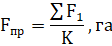 Fпр = ∑ F1 / K , га